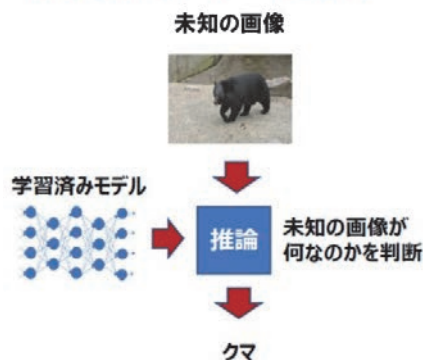 未知の画像
学習済みモデル
推論
未知の画像が
何なのかを判断
クマ